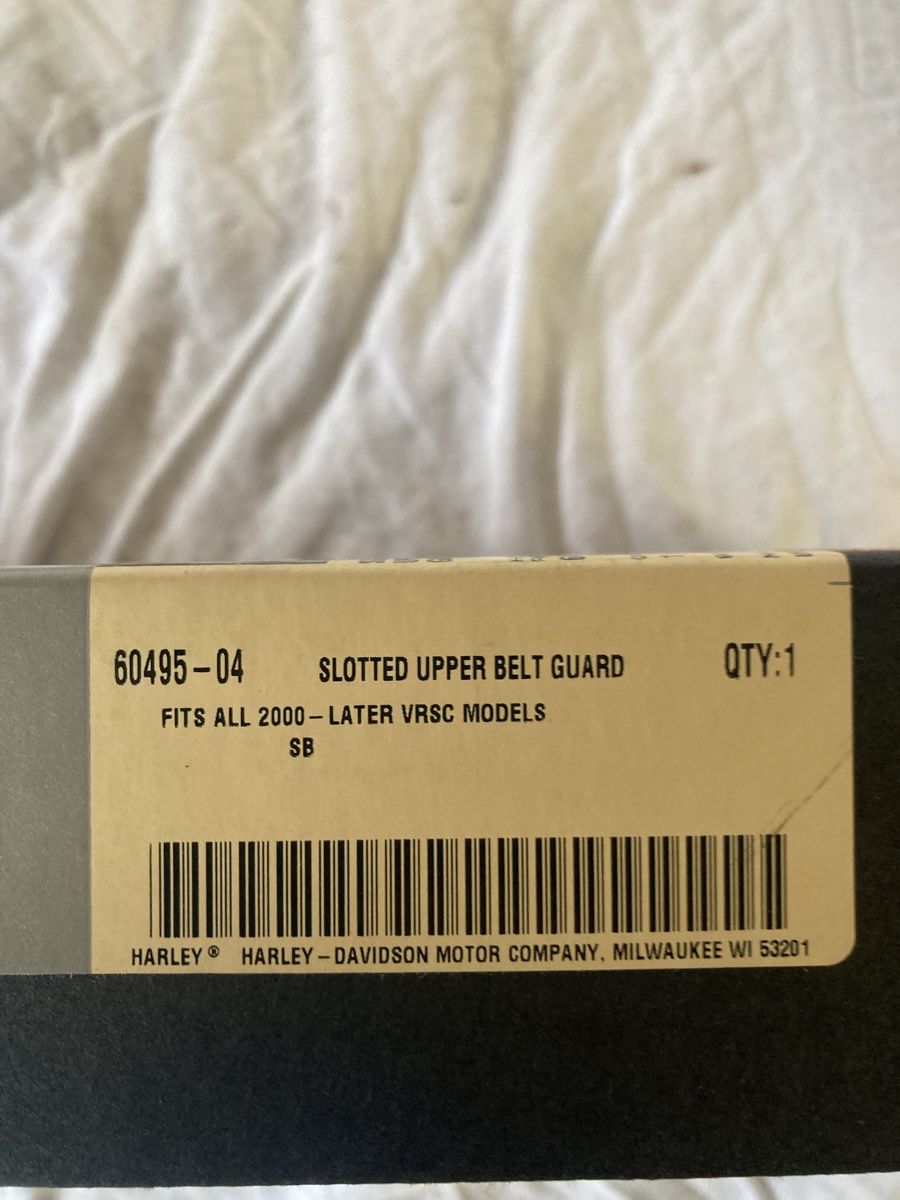 60495-04 SLOTTED UPPER BELT GUARD QTY:1
FITS ALL 2000-LATER VRSC MODELS
SB
HARLEY® HARLEY-DAVIDSON MOTOR COMPANY, MILWAUKEE WI 53201